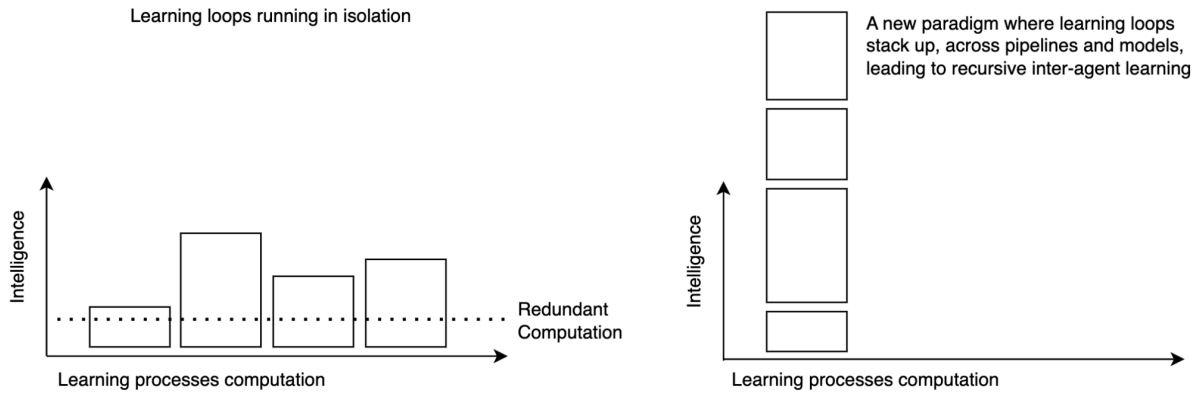 Learning loops running in isolation
Intelligence
Redundant
Computation
Learning processes computation
A new paradigm where learning loops
stack up, across pipelines and models,
leading to recursive inter-agent learning
Intelligence
Learning processes computation